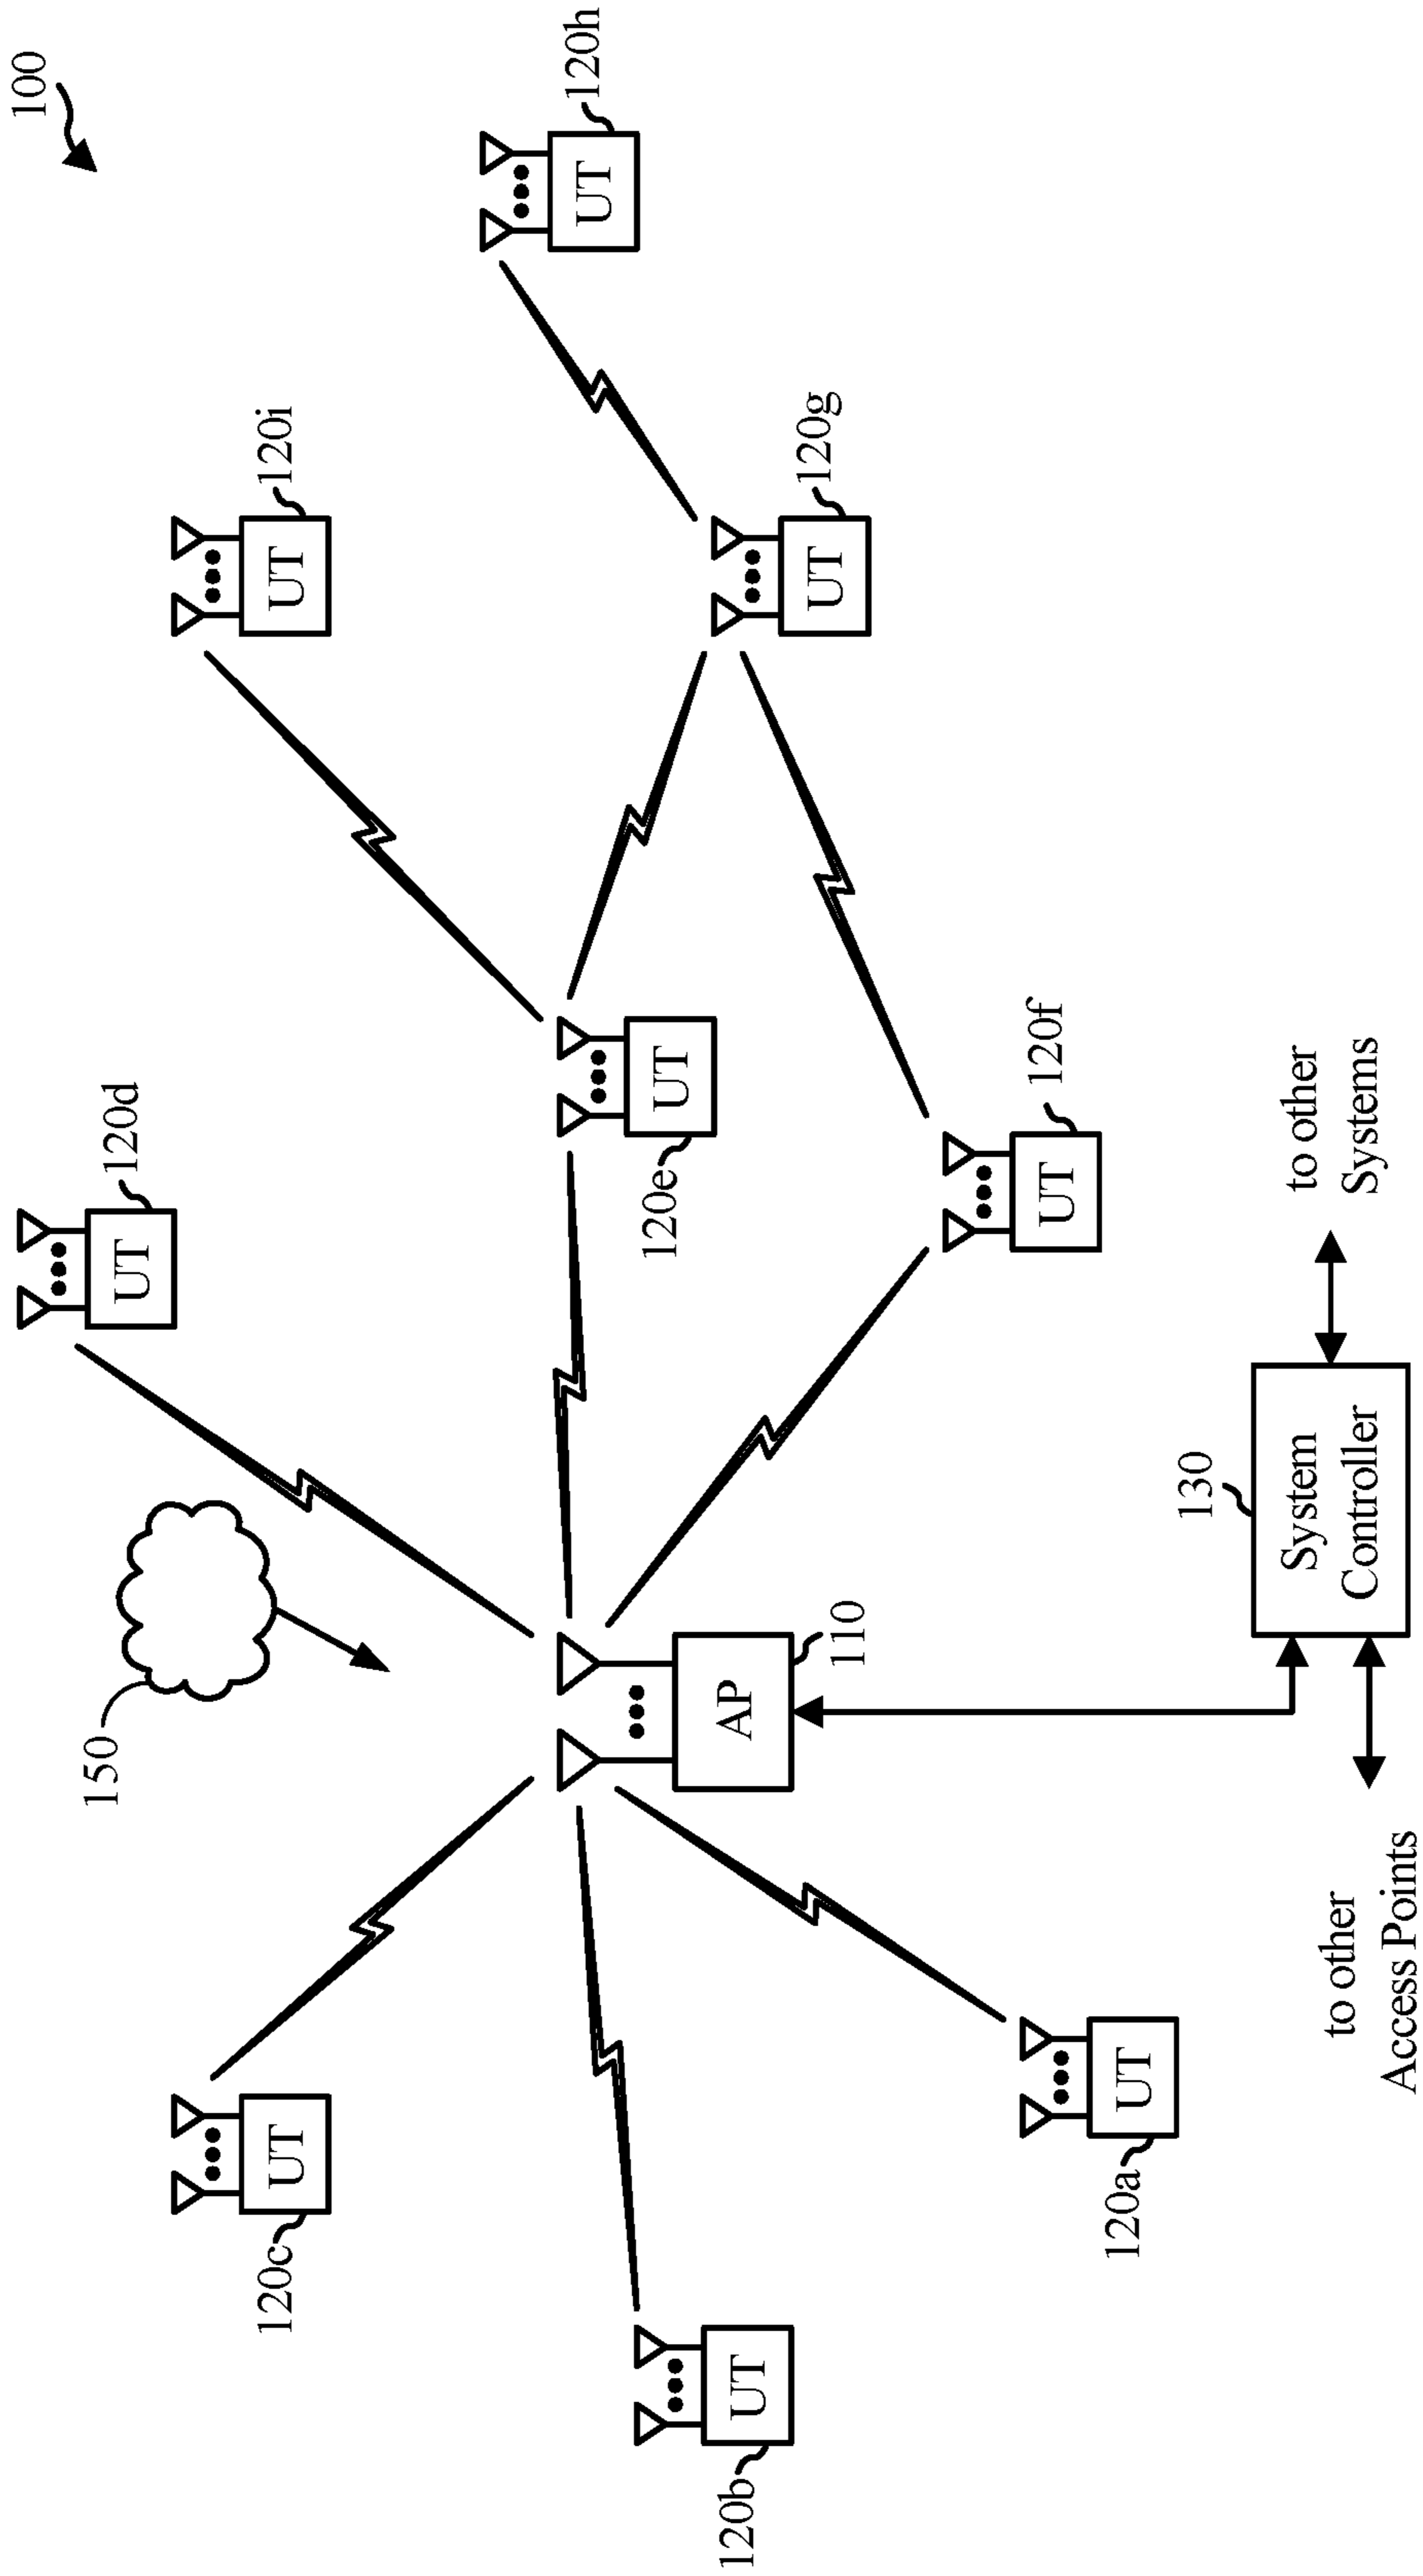 100
120d
UT
120i
UT
150
120c
UT
120h
UT
120e
UT
AP
110
120b
UT
120g
UT
120f
UT
120a
UT
130
System
Controller
to other
Systems
to other
Access Points